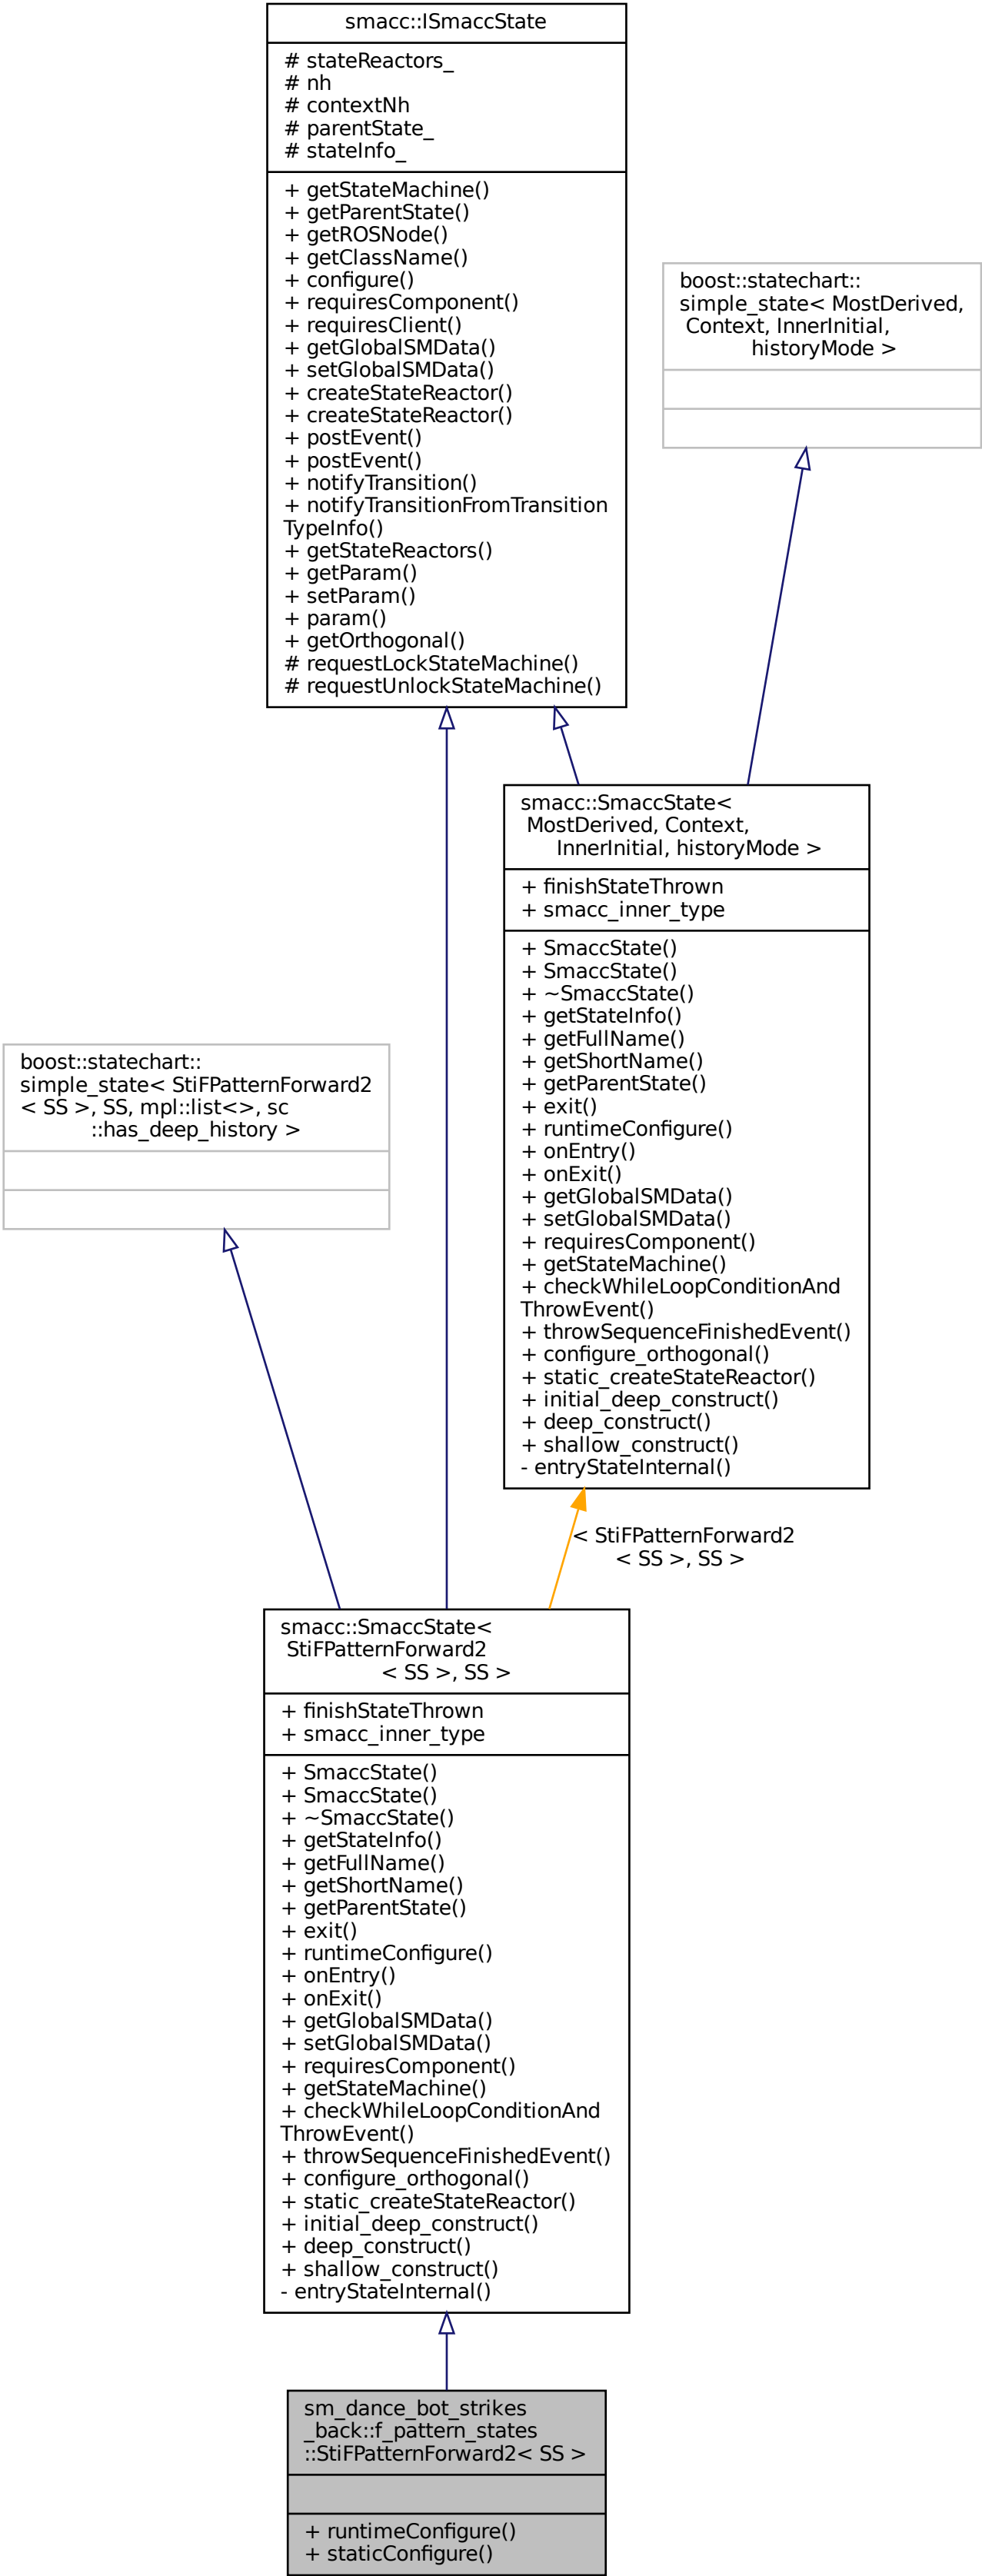 smacc::ISmaccState
# stateReactors_
# nh
# contextNh
# parentState_
# stateInfo_
+ getStateMachine()
+ getParentState()
+ getROSNode()
+ getClassName()
+ configure()
+ requiresComponent()
+ requiresClient()
+ getGlobalSMData()
+ setGlobalSMData()
+ createStateReactor()
+ createStateReactor()
+ postEvent()
+ postEvent()
+ notifyTransition()
+ notifyTransitionFromTransition
TypeInfo()
+ getStateReactors()
+ getParam()
+ setParam()
+ param()
+ getOrthogonal()
# requestLockStateMachine()
# requestUnlockStateMachine()
boost::statechart::
simple_state< MostDerived,
Context, InnerInitial,
historyMode >
smacc::SmaccState<
MostDerived, Context,
InnerInitial, historyMode >
+ finishStateThrown
+ smacc_inner_type
+ SmaccState()
+ SmaccState()
+ ~SmaccState()
+ getStateInfo()
+ getFullName()
+ getShortName()
+ getParentState()
+ exit()
+ runtimeConfigure()
+ onEntry()
+ onExit()
+ getGlobalSMData()
+ setGlobalSMData()
+ requiresComponent()
+ getStateMachine()
+ checkWhileLoopConditionAnd
ThrowEvent()
+ throwSequenceFinishedEvent()
+ configure_orthogonal()
+ static_createStateReactor()
+ initial_deep_construct()
+ deep_construct()
+ shallow_construct()
- entryStateInternal()
boost::statechart::
simple_state< StiFPatternForward2
< SS >, SS, mpl::list<>, sc
::has_deep_history >
< StiFPatternForward2
< SS >, SS >
smacc::SmaccState<
StiFPatternForward2
< SS >, SS >
+ finishStateThrown
+ smacc_inner_type
+ SmaccState()
+ SmaccState()
+ ~SmaccState()
+ getStateInfo()
+ getFullName()
+ getShortName()
+ getParentState()
+ exit()
+ runtimeConfigure()
+ onEntry()
+ onExit()
+ getGlobalSMData()
+ setGlobalSMData()
+ requiresComponent()
+ getStateMachine()
+ checkWhileLoopConditionAnd
ThrowEvent()
+ throwSequenceFinishedEvent()
+ configure_orthogonal()
+ static_createStateReactor()
+ initial_deep_construct()
+ deep_construct()
+ shallow_construct()
- entryStateInternal()
sm_dance_bot_strikes
_back::f_pattern_states
::StiFPatternForward2< SS >
+ runtimeConfigure()
+ staticConfigure()